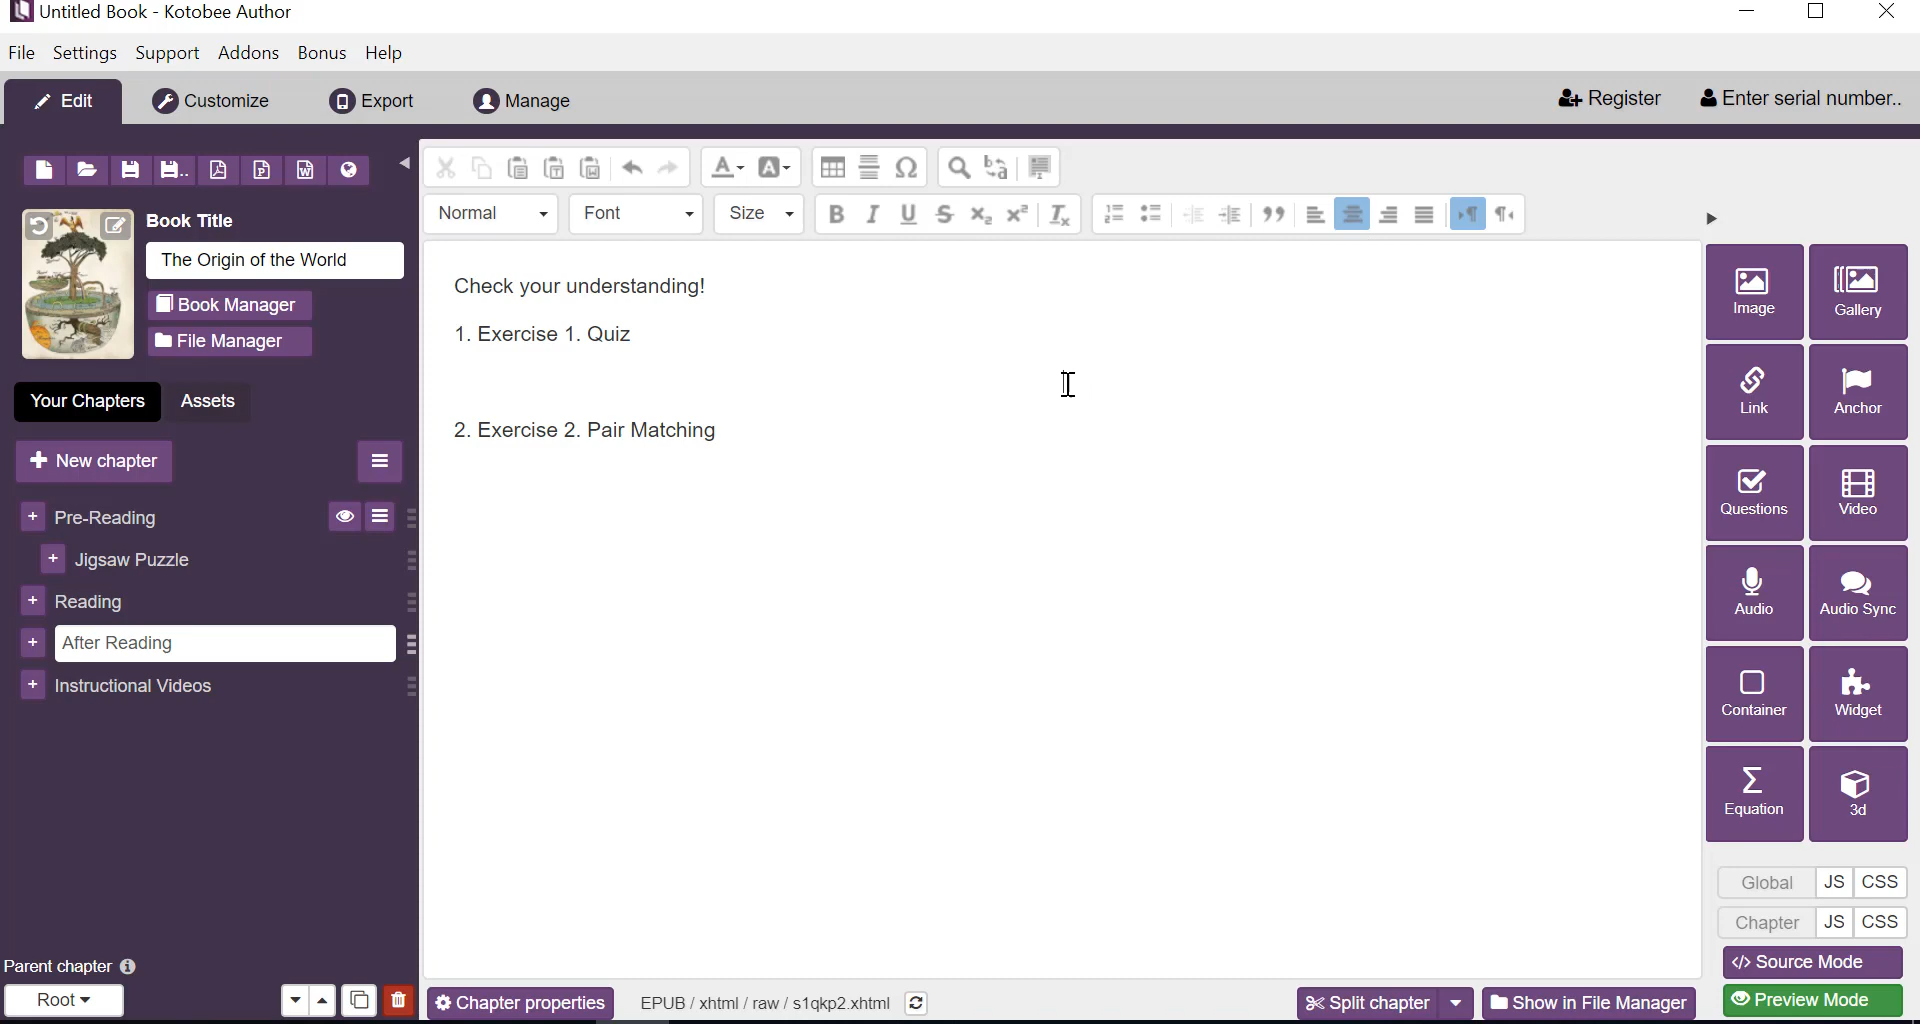 Untitled Book - Kotobee Author
File Settings Support Addons Bonus Help
Edit Customize Export Manage Register Enter serial number..
Book Title
The Origin of the World
Book Manager
File Manager
Your Chapters Assets
New chapter
Pre-Reading
Jigsaw Puzzle
Reading
After Reading
Instructional Videos
Parent chapter
Root
Normal Font Size
Check your understanding!
1. Exercise 1. Quiz
2. Exercise 2. Pair Matching
Image Gallery
Link Anchor
Questions Video
Audio Audio Sync
Container Widget
Equation 3d
Global JS CSS
Chapter JS CSS
Source Mode
Preview Mode
Chapter properties EPUB / xhtml / raw / s1qkp2.xhtml Split chapter Show in File Manager